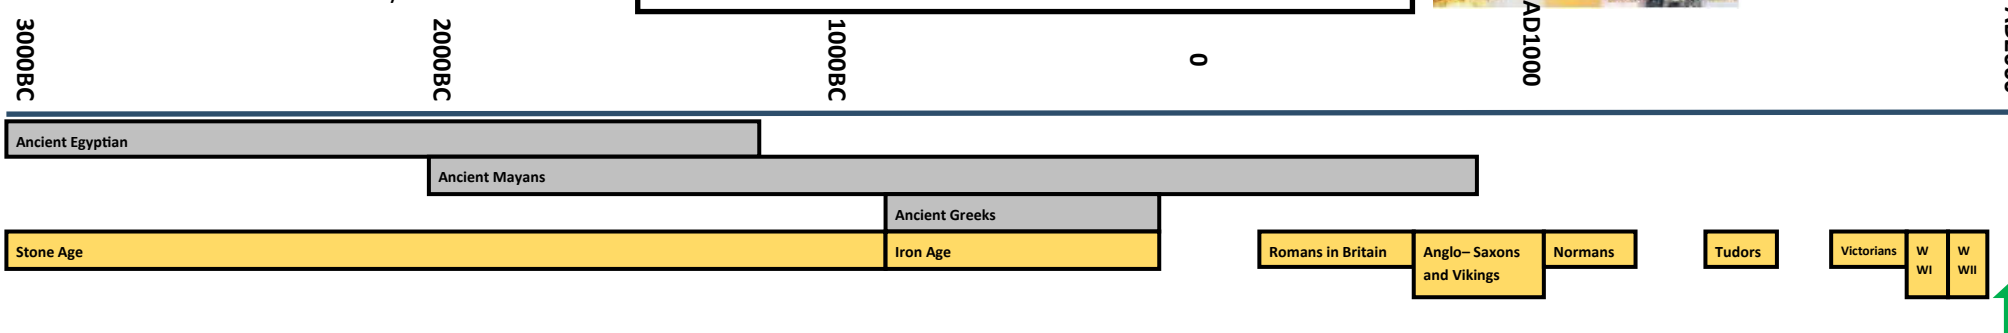 3000BC
2000BC
1000BC
0
AD1000
Ancient Egyptian
Ancient Mayans
Ancient Greeks
Stone Age
Iron Age
Romans in Britain
Anglo– Saxons
and Vikings
Normans
Tudors
Victorians
W
WI
W
WII